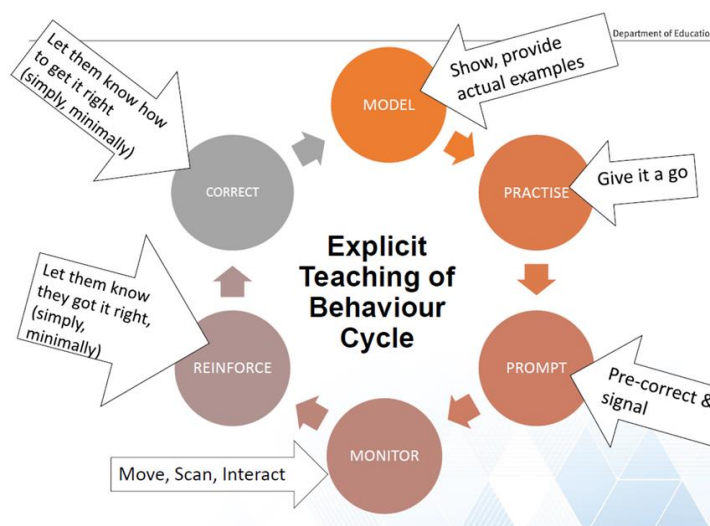 Department of Educatio
Let them know how
to get it right
(simply, minimally)
MODEL
Show, provide
actual examples
CORRECT
PRACTISE
Give it a go
Explicit
Teaching of
Behaviour
Cycle
Let them know
they got it right,
(simply,
minimally)
REINFORCE
PROMPT
Pre-correct &
signal
MONITOR
Move, Scan, Interact